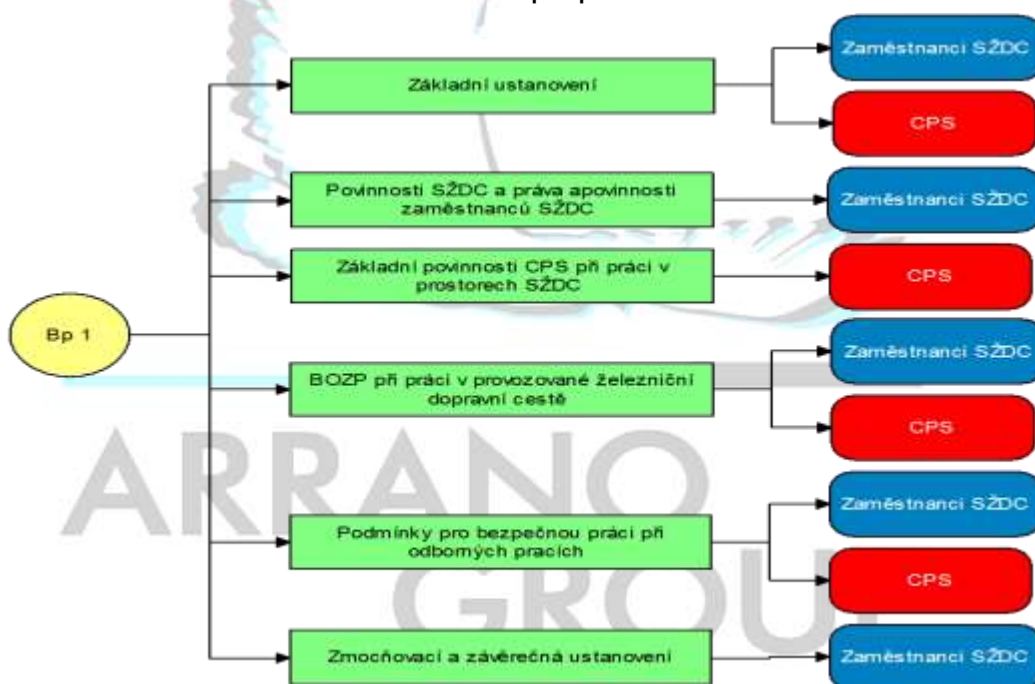 Bp 1
Základní ustanovení
Zaměstnanci SŽDC
CPS
Povinnosti SŽDC a práva apovinnosti
zaměstnanců SŽDC
Zaměstnanci SŽDC
Základní povinnosti CPS při práci v
prostorech SŽDC
CPS
BOZP při práci v provozované železniční
dopravní cestě
Zaměstnanci SŽDC
CPS
Podmínky pro bezpečnou práci při
odborných pracích
Zaměstnanci SŽDC
CPS
Zmocňovací a závěrečná ustanovení
Zaměstnanci SŽDC
ARRANO
GROUP